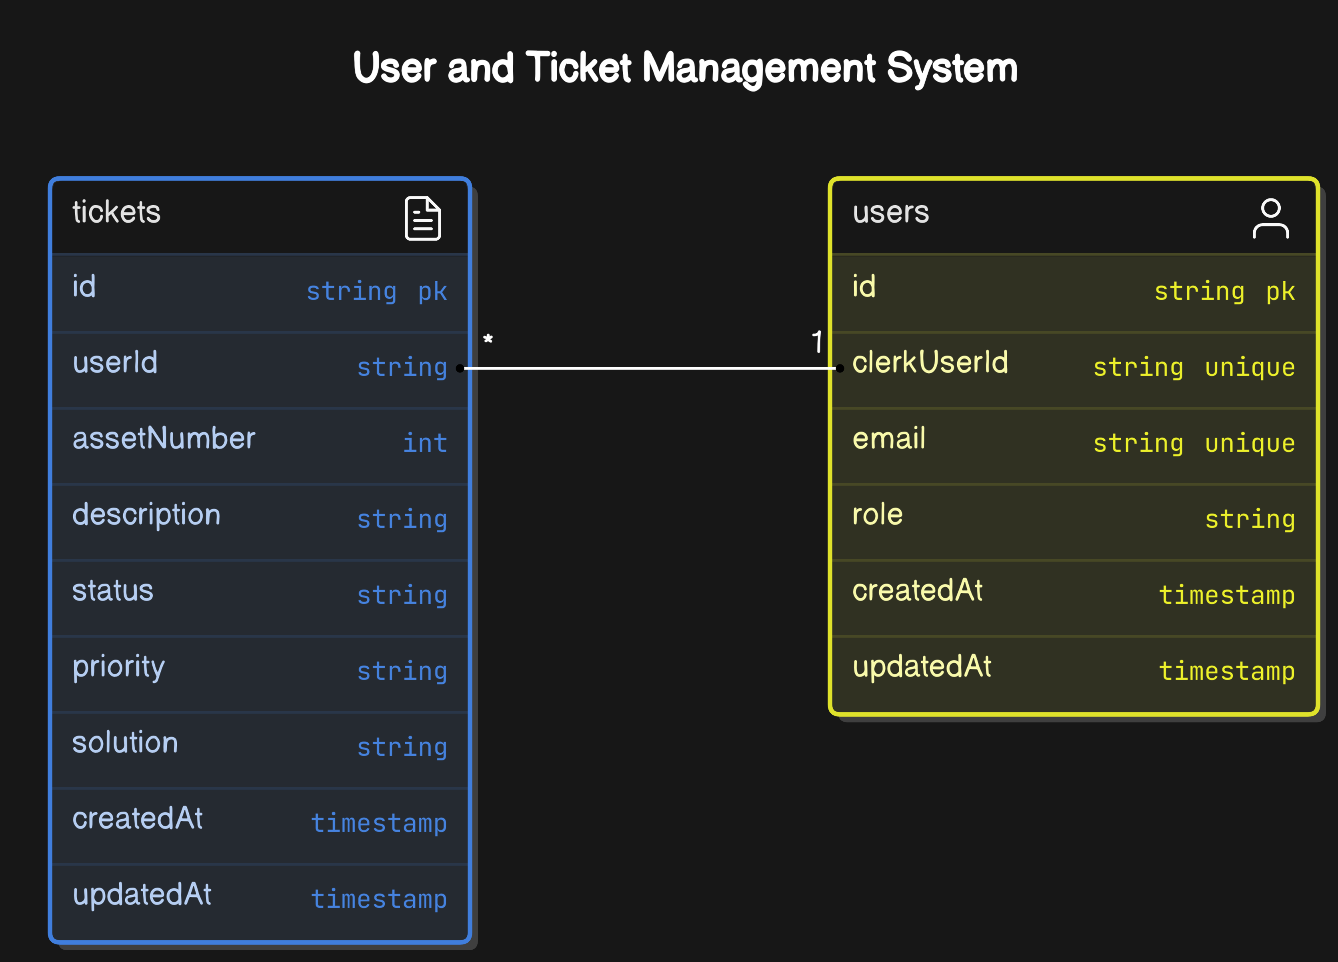 User and Ticket Management System
tickets
id string pk
userId string
assetNumber int
description string
status string
priority string
solution string
createdAt timestamp
updatedAt timestamp
* 1
users
id string pk
clerkUserId string unique
email string unique
role string
createdAt timestamp
updatedAt timestamp